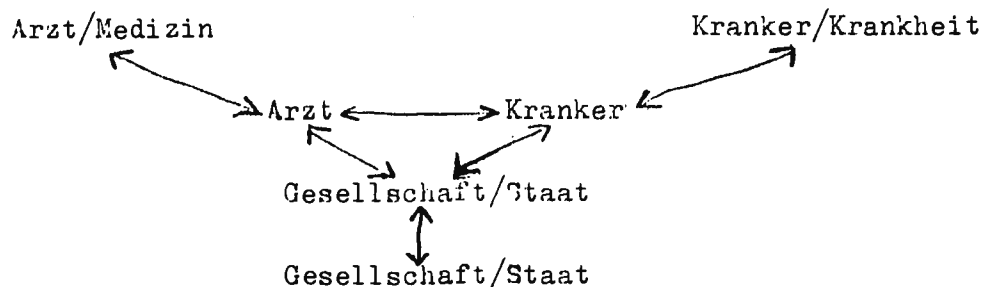 Arzt/Medizin Kranker/Krankheit
Arzt Kranker
Gesellschaft/Staat
Gesellschaft/Staat